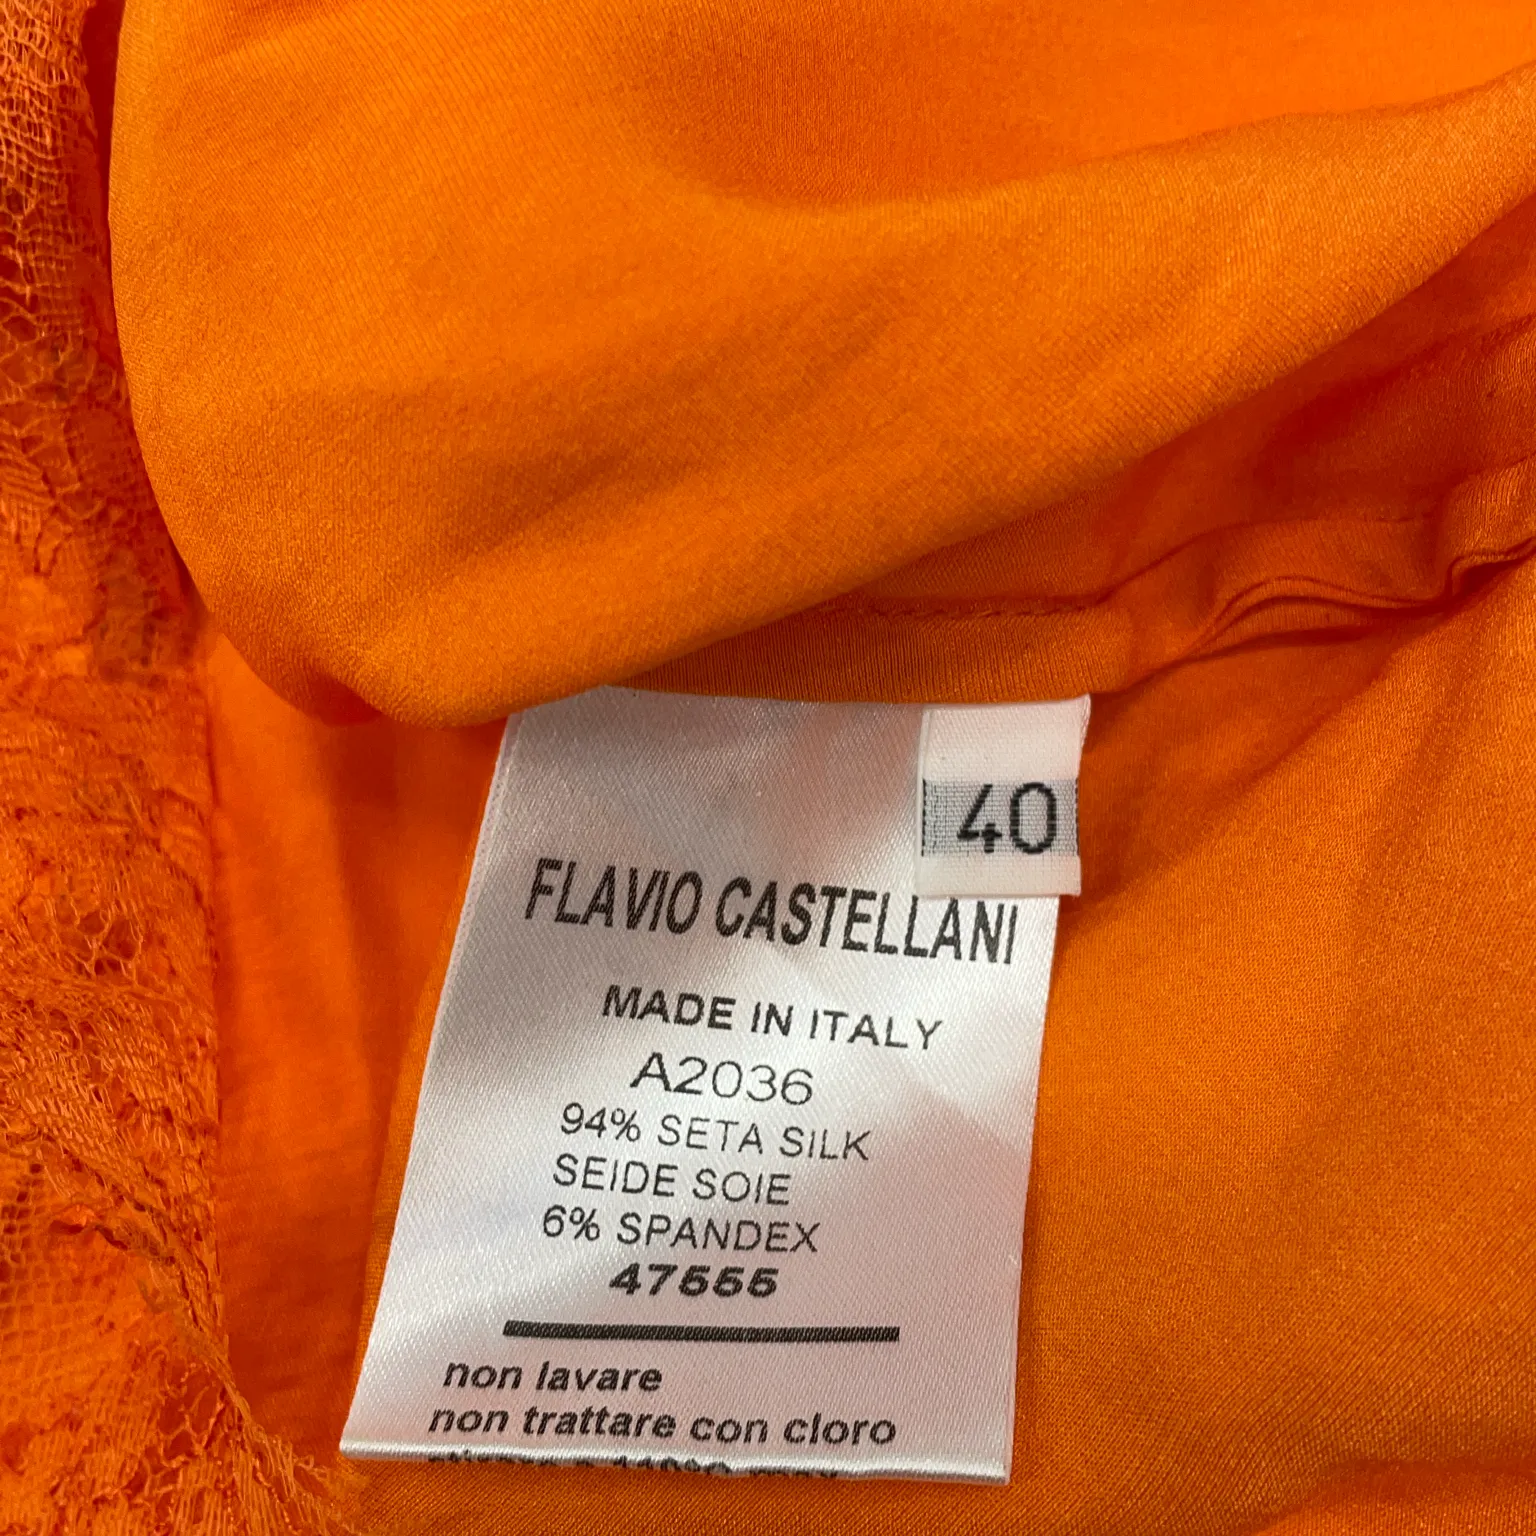 40
FLAVIO CASTELLANI
MADE IN ITALY
A2036
94% SETA SILK
SEIDE SOIE
6% SPANDEX
47555
non lavare
non trattare con cloro